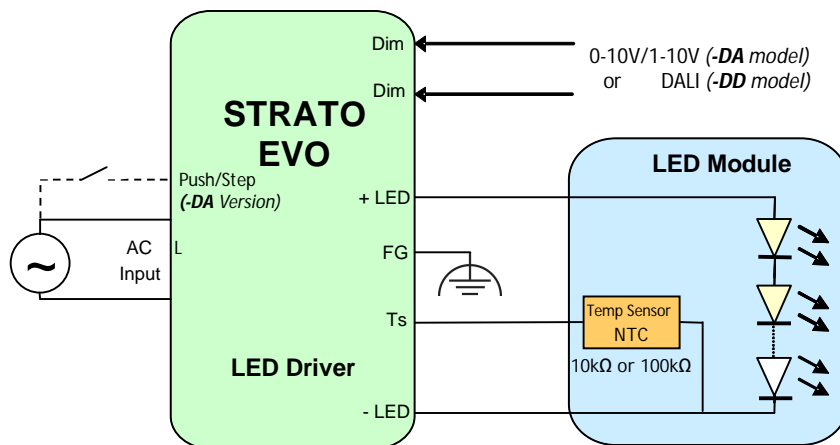 Dim
0-10V/1-10V (-DA model)
or DALI (-DD model)
Dim
STRATO
EVO
LED Module
Push/Step
(-DA Version)
+ LED
AC
Input
L
FG
~
Ts
Temp Sensor
NTC
10kΩ or 100kΩ
LED Driver
- LED